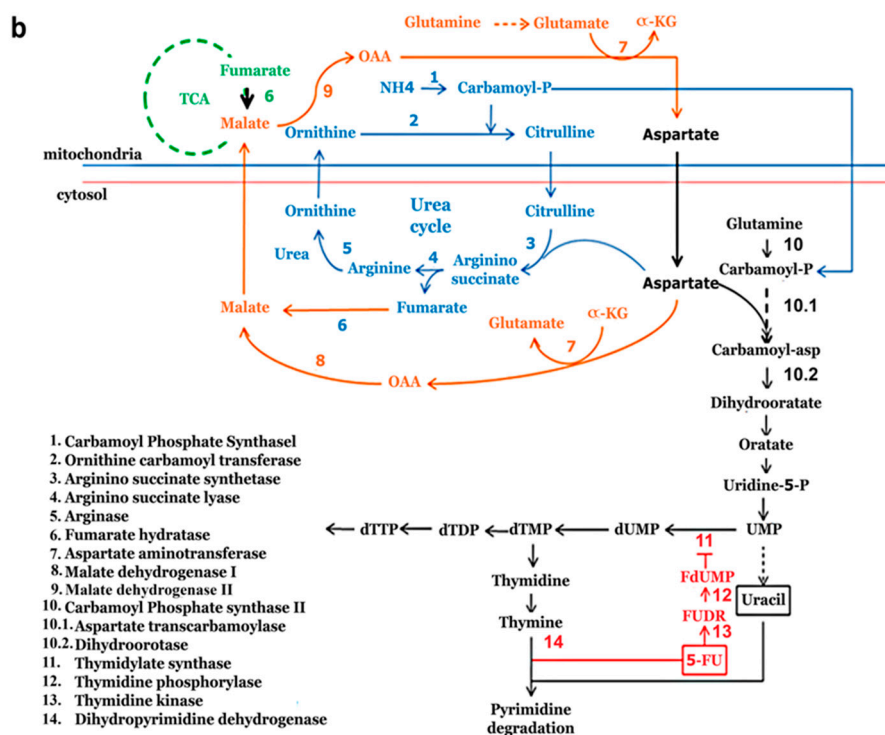 b
Glutamine
Glutamate
α-KG
7
OAA
Fumarate
TCA
6
9
Malate
NH4
1
Carbamoyl-P
Ornithine
2
Citrulline
Aspartate
mitochondria
cytosol
Ornithine
Urea
cycle
Citrulline
Glutamine
10
Urea
5
Arginine
4
Arginino
succinate
3
Carbamoyl-P
Aspartate
10.1
Malate
6
Fumarate
Glutamate
α-KG
7
8
OAA
Carbamoyl-asp
10.2
Dihydrooratate
Oratate
Uridine-5-P
dTTP
dTDP
dTMP
dUMP
UMP
11
FdUMP
12
Thymidine
Uracil
FUDR
13
Thymine
14
5-FU
Pyrimidine
degradation
1. Carbamoyl Phosphate SynthaseI
2. Ornithine carbamoyl transferase
3. Arginino succinate synthetase
4. Arginino succinate lyase
5. Arginase
6. Fumarate hydratase
7. Aspartate aminotransferase
8. Malate dehydrogenase I
9. Malate dehydrogenase II
10. Carbamoyl Phosphate synthase II
10.1. Aspartate transcarbamoylase
10.2. Dihydroorotase
11. Thymidylate synthase
12. Thymidine phosphorylase
13. Thymidine kinase
14. Dihydropyrimidine dehydrogenase